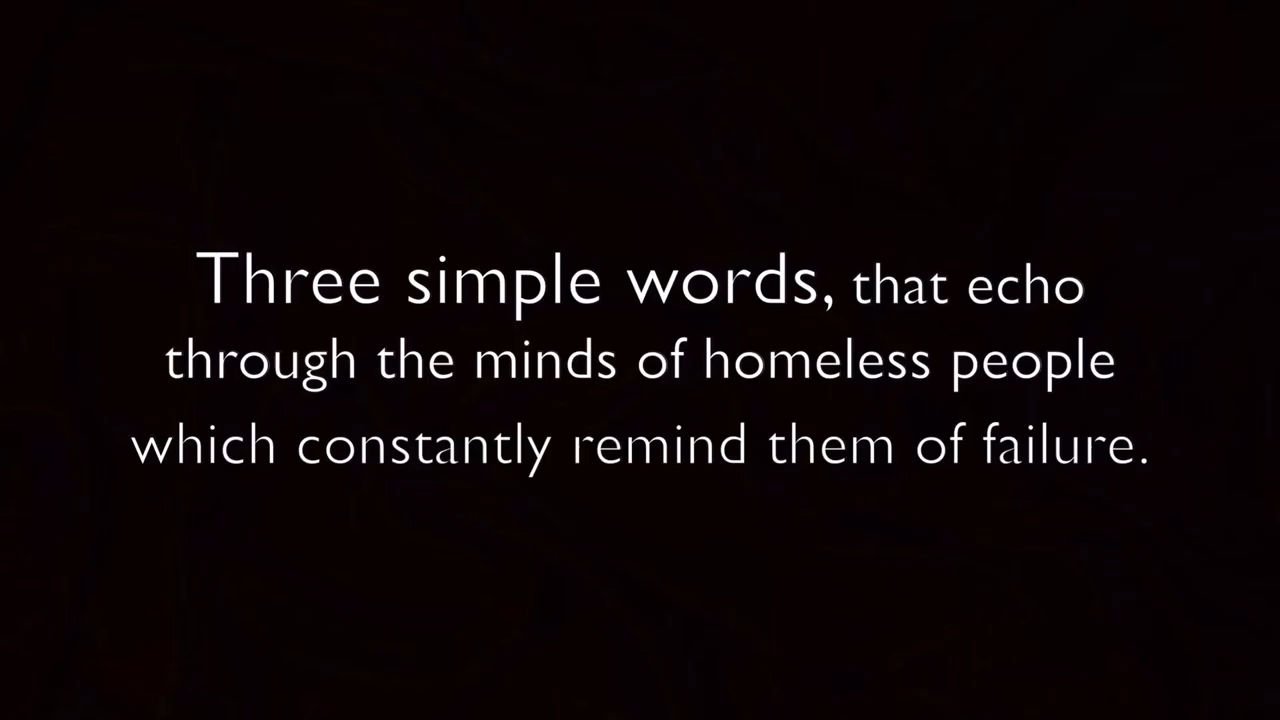 Three simple words, that echo
through the minds of homeless people
which constantly remind them of failure.